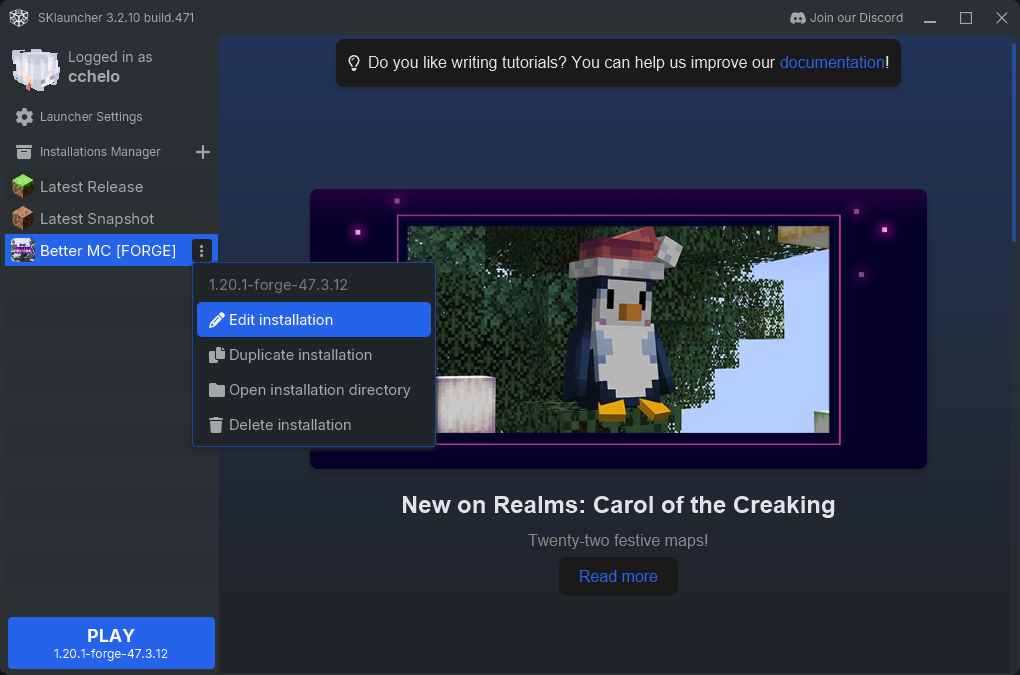 SKlauncher 3.2.10 build.471
Join our Discord
Logged in as
cchelo
Launcher Settings
Installations Manager
Latest Release
Latest Snapshot
Better MC [FORGE]
1.20.1-forge-47.3.12
Edit installation
Duplicate installation
Open installation directory
Delete installation
PLAY
1.20.1-forge-47.3.12
Do you like writing tutorials? You can help us improve our documentation!
New on Realms: Carol of the Creaking
Twenty-two festive maps!
Read more